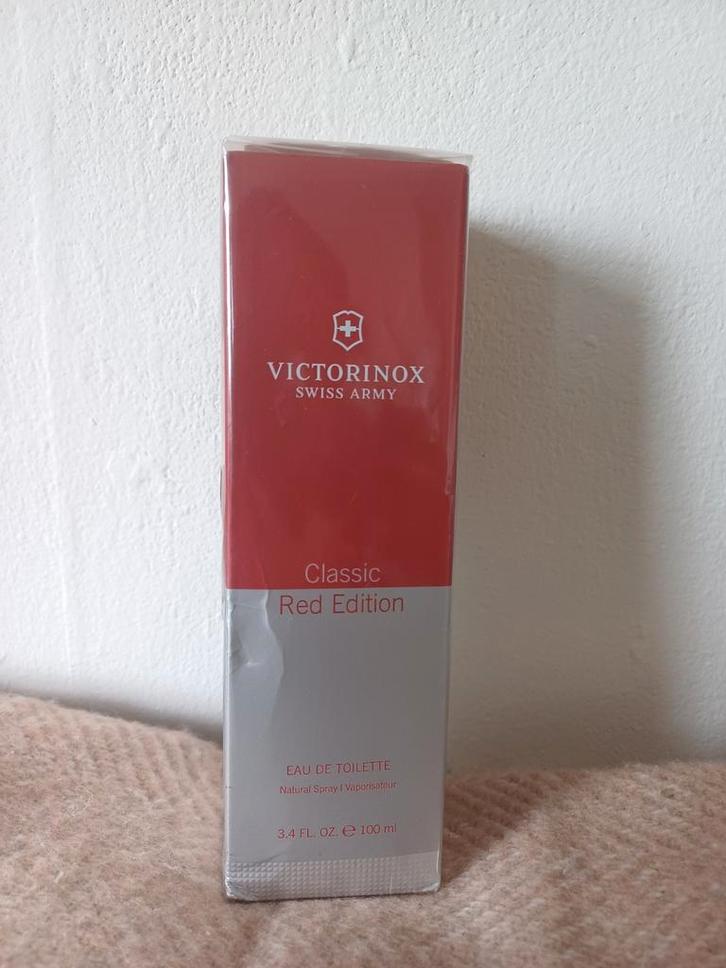 VICTORINOX
SWISS ARMY
Classic
Red Edition
EAU DE TOILETTE
Natural Spray | Vaporisateur
3.4 FL. OZ. ℮ 100 ml